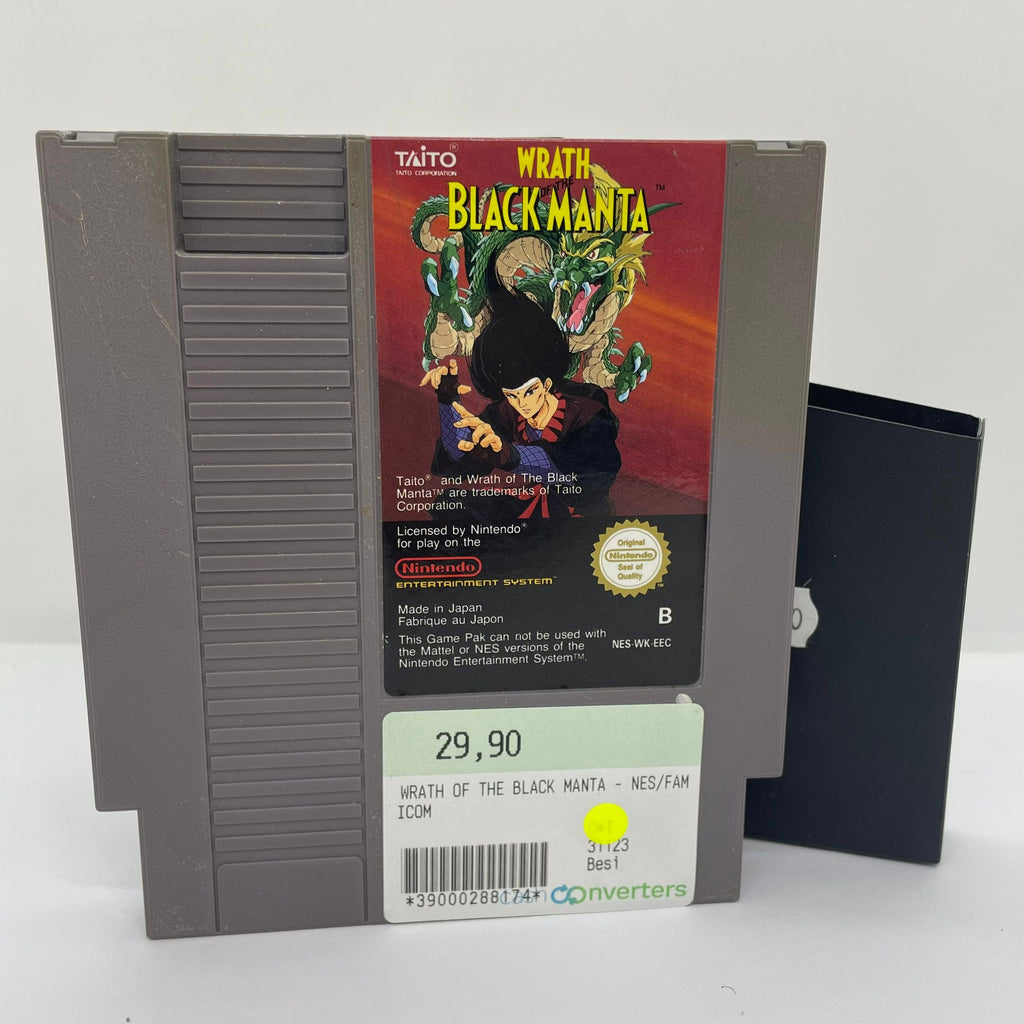 TAITO ®
TAITO CORPORATION
WRATH
OF THE
BLACK MANTA ™
Taito® and Wrath of The Black
Manta™ are trademarks of Taito
Corporation.
Licensed by Nintendo®
for play on the
Nintendo
ENTERTAINMENT SYSTEM™
Original
Nintendo
Seal of
Quality
™
Made in Japan
Fabrique au Japon
B
This Game Pak can not be used with
the Mattel or NES versions of the
Nintendo Entertainment System™.
NES-WK-EEC
29,90
WRATH OF THE BLACK MANTA - NES/FAM
ICOM
31123
Besi
*39000288174*
cash converters
0